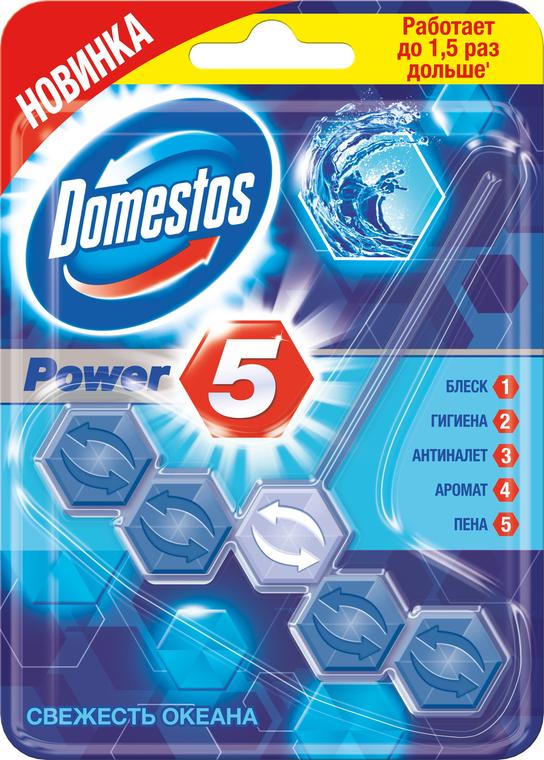 НОВИНКА
Работает
до 1,5 раз
дольше¹
Domestos
Power 5
БЛЕСК 1
ГИГИЕНА 2
АНТИНАЛЕТ 3
АРОМАТ 4
ПЕНА 5
СВЕЖЕСТЬ ОКЕАНА